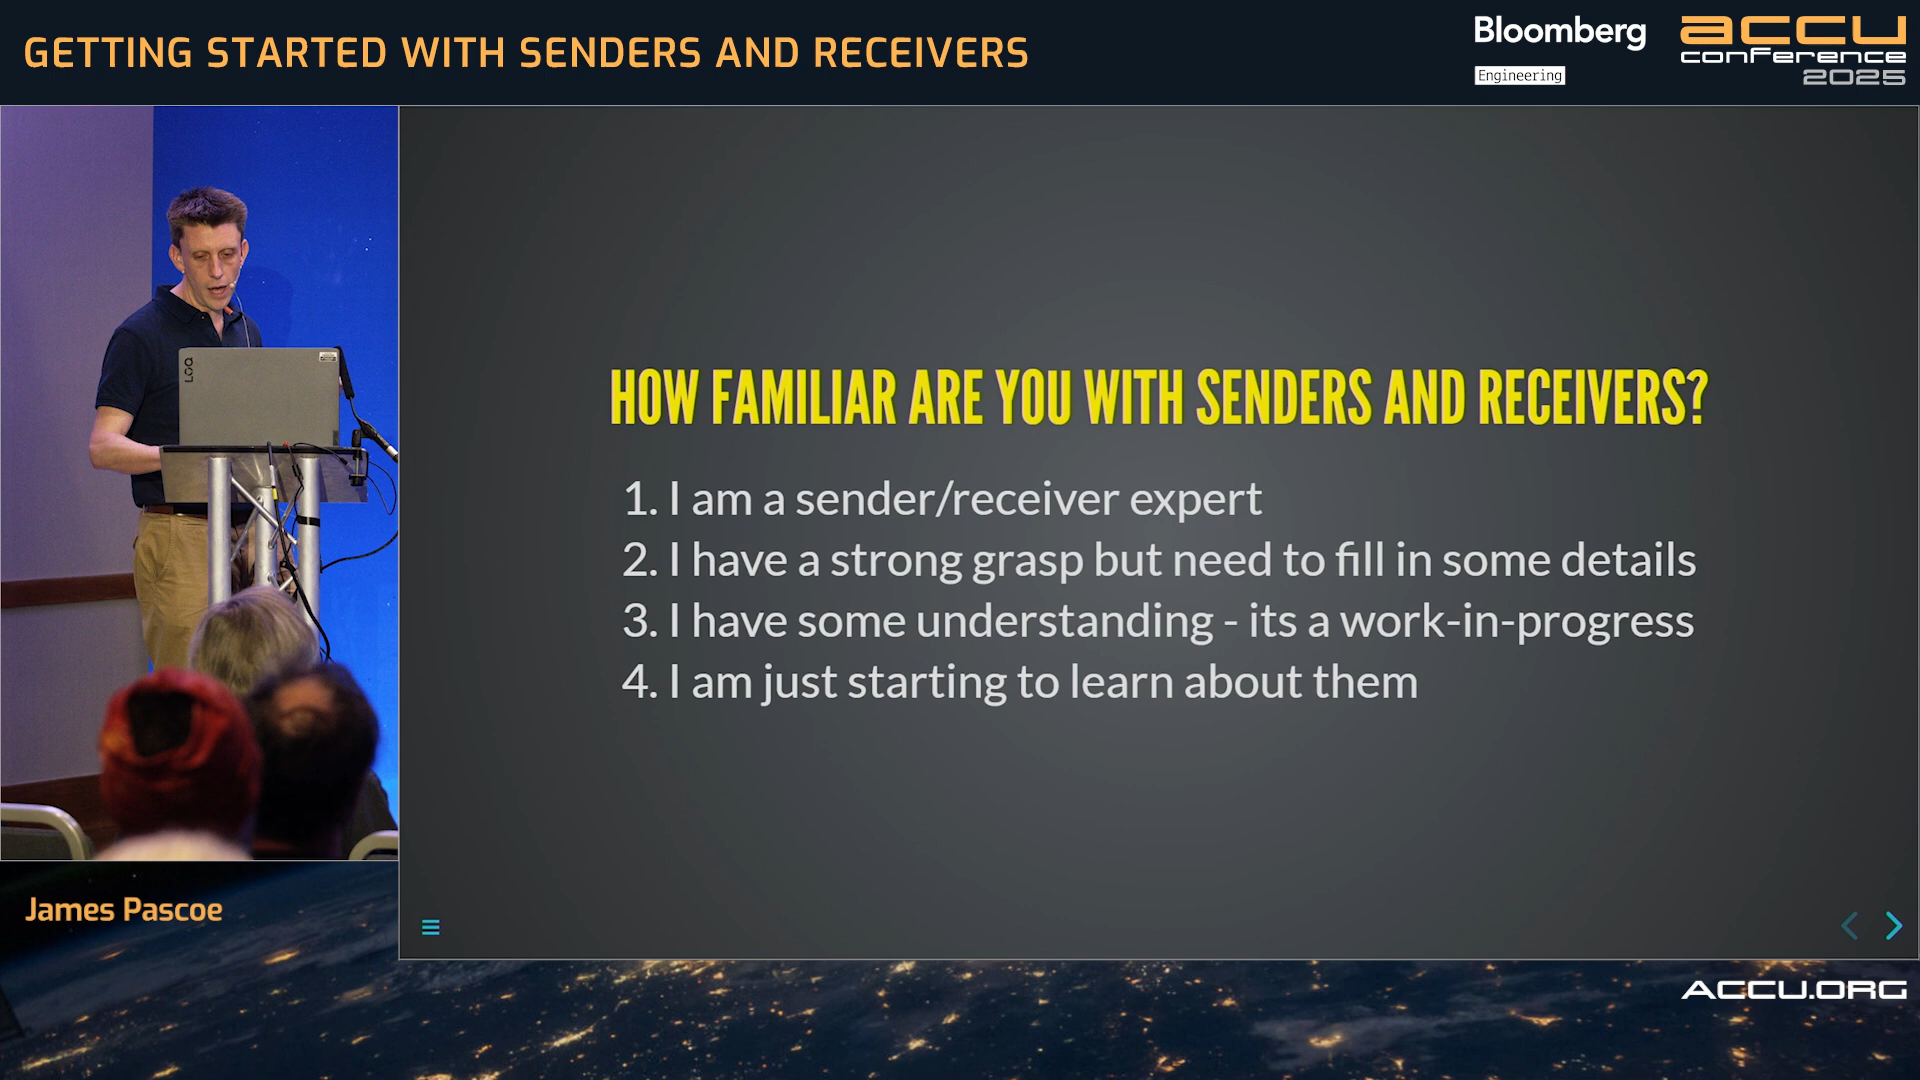 GETTING STARTED WITH SENDERS AND RECEIVERS
Bloomberg
Engineering
accu
conference
2025
LOQ
HOW FAMILIAR ARE YOU WITH SENDERS AND RECEIVERS?
1. I am a sender/receiver expert
2. I have a strong grasp but need to fill in some details
3. I have some understanding - its a work-in-progress
4. I am just starting to learn about them
James Pascoe
ACCU.ORG